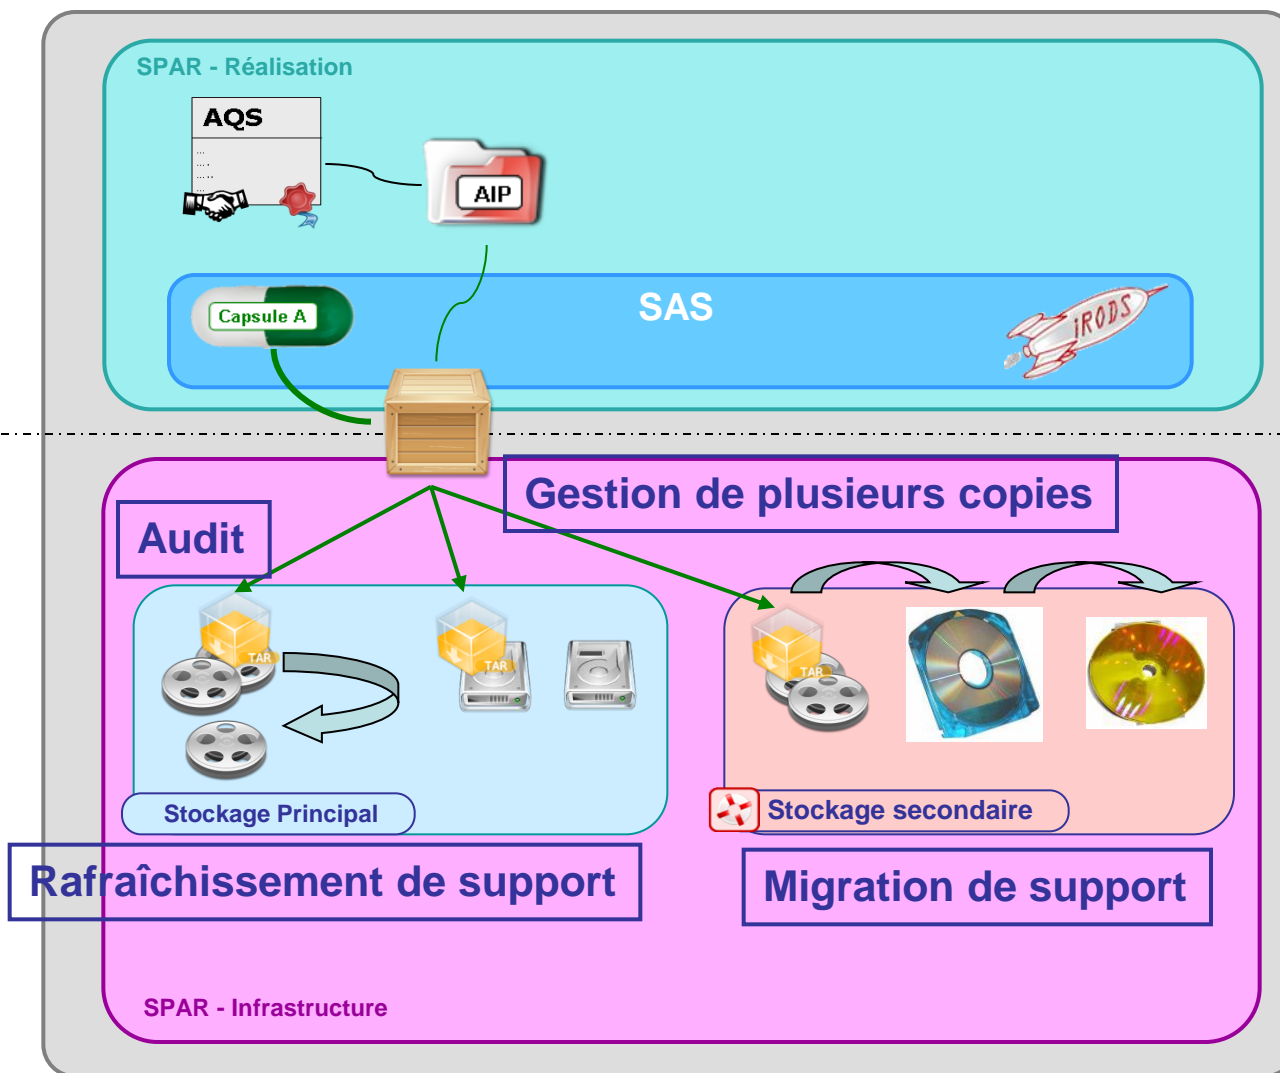 SPAR - Réalisation
AQS
...
... .
... ..
...
AIP
Capsule A
SAS
iRODS
Gestion de plusieurs copies
Audit
TAR
TAR
TAR
Stockage Principal
Stockage secondaire
Rafraîchissement de support
Migration de support
SPAR - Infrastructure